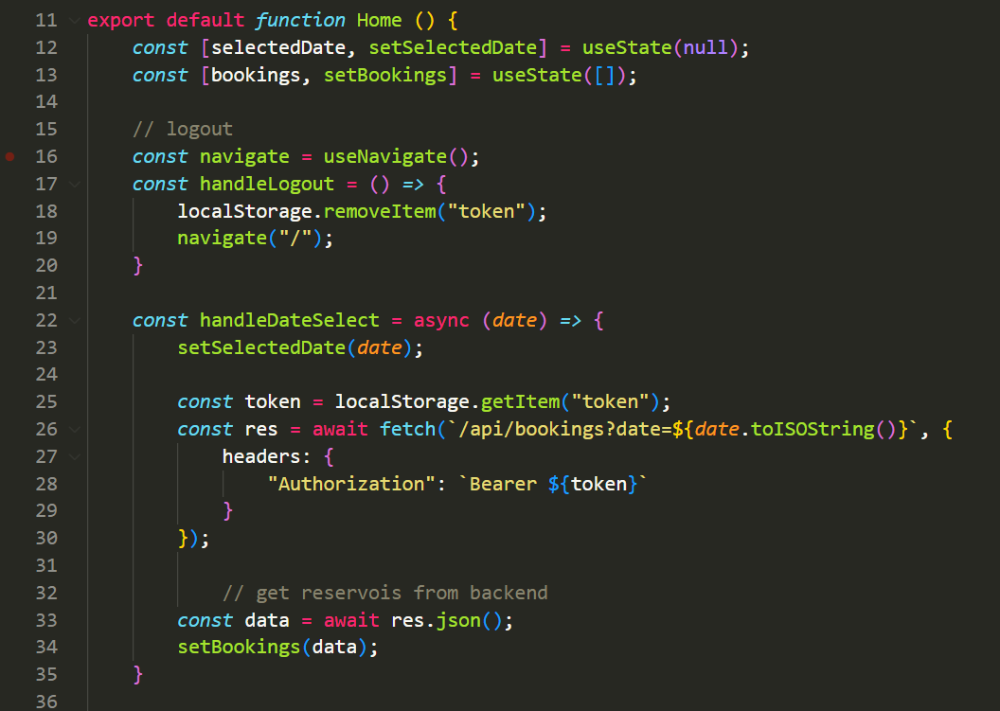 11 export default function Home () {
12     const [selectedDate, setSelectedDate] = useState(null);
13     const [bookings, setBookings] = useState([]);
14
15     // logout
16     const navigate = useNavigate();
17     const handleLogout = () => {
18         localStorage.removeItem("token");
19         navigate("/");
20     }
21
22     const handleDateSelect = async (date) => {
23         setSelectedDate(date);
24
25         const token = localStorage.getItem("token");
26         const res = await fetch(`/api/bookings?date=${date.toISOString()}`, {
27             headers: {
28                 "Authorization": `Bearer ${token}`
29             }
30         });
31
32             // get reservois from backend
33         const data = await res.json();
34         setBookings(data);
35     }
36